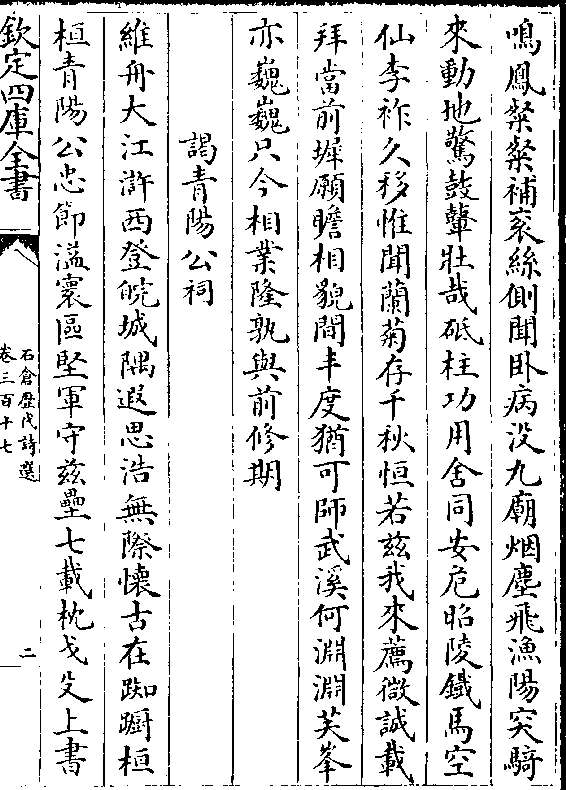 鳴鳳粲粲補衮絲側聞卧病没九廟烟塵飛漁陽突騎
來動地驚鼓鼙壯哉砥柱功用舍同安危昭陵鐵馬空
仙李祚久移惟聞蘭菊存千秋恒若兹我來薦微誠載
拜當前墀願瞻相貌間丰度猶可師武溪何淵淵芙峯
亦巍巍只今相業隆孰與前修期
謁青陽公祠
維舟大江滸西登皖城隅遐思浩無際懷古在踟躕桓
桓青陽公忠節溢寰區堅軍守兹壘七載枕戈殳上書
欽定四庫全書
石倉歷代詩選
卷三百十七
二